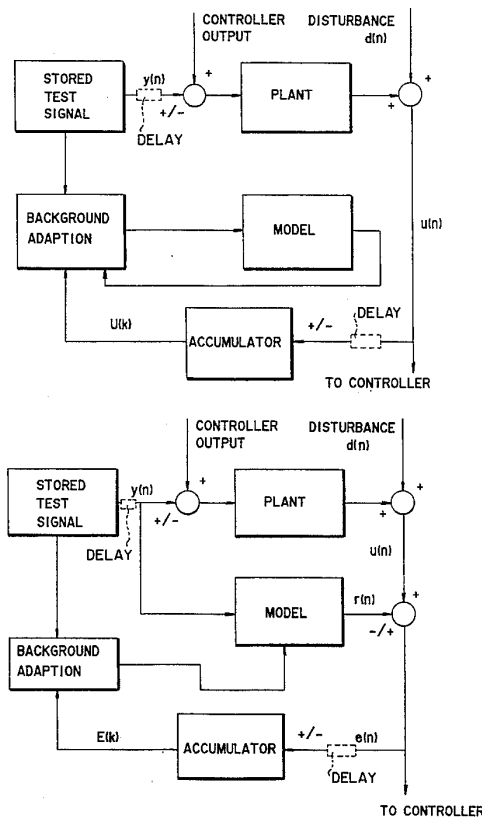 CONTROLLER
OUTPUT
DISTURBANCE
d(n)
STORED
TEST
SIGNAL
y(n)
+/-
+
DELAY
PLANT
+
+
BACKGROUND
ADAPTION
MODEL
u(n)
U(k)
ACCUMULATOR
+/-
DELAY
TO CONTROLLER
CONTROLLER
OUTPUT
DISTURBANCE
d(n)
STORED
TEST
SIGNAL
y(n)
+/-
+
DELAY
PLANT
+
+
u(n)
MODEL
r(n)
+
-/+
BACKGROUND
ADAPTION
E(k)
ACCUMULATOR
+/-
e(n)
DELAY
TO CONTROLLER